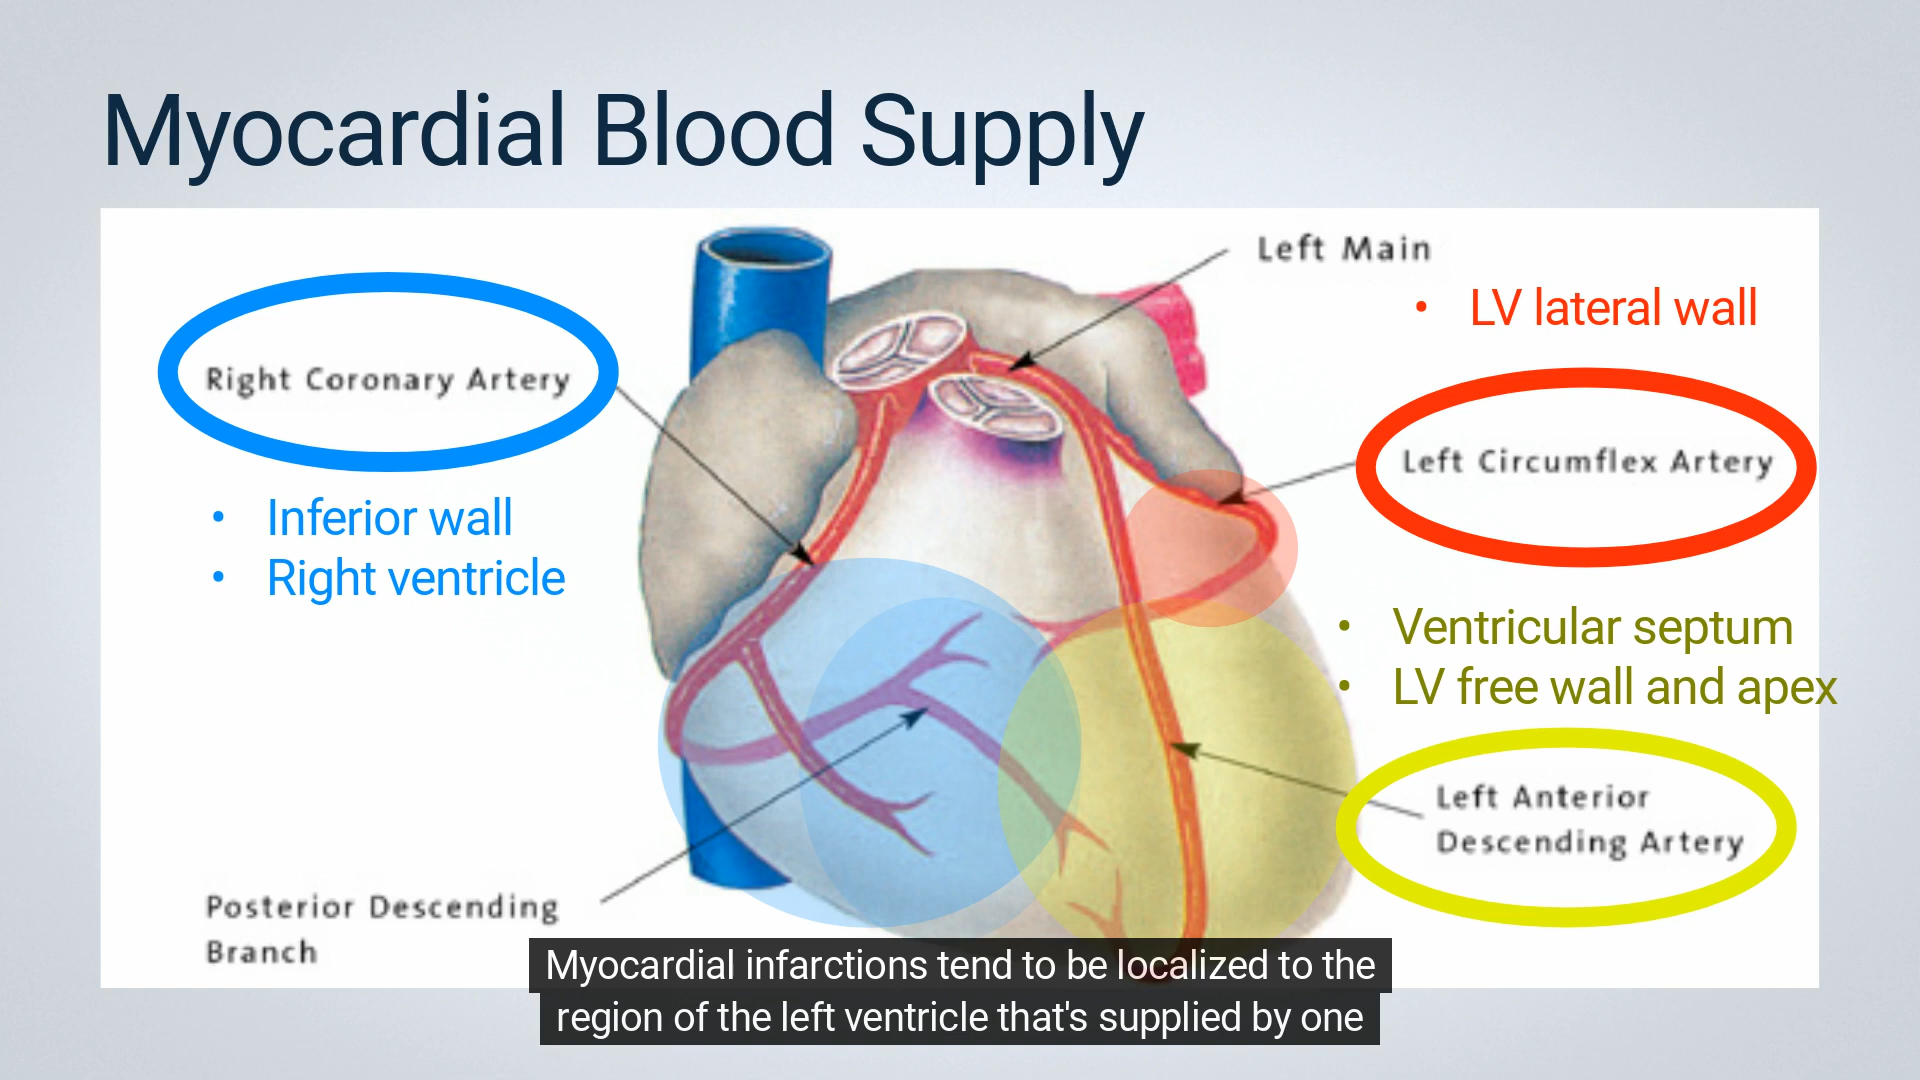 Myocardial Blood Supply
Left Main
• LV lateral wall
Right Coronary Artery
Left Circumflex Artery
• Inferior wall
• Right ventricle
• Ventricular septum
• LV free wall and apex
Left Anterior
Descending Artery
Posterior Descending
Branch
Myocardial infarctions tend to be localized to the
region of the left ventricle that's supplied by one